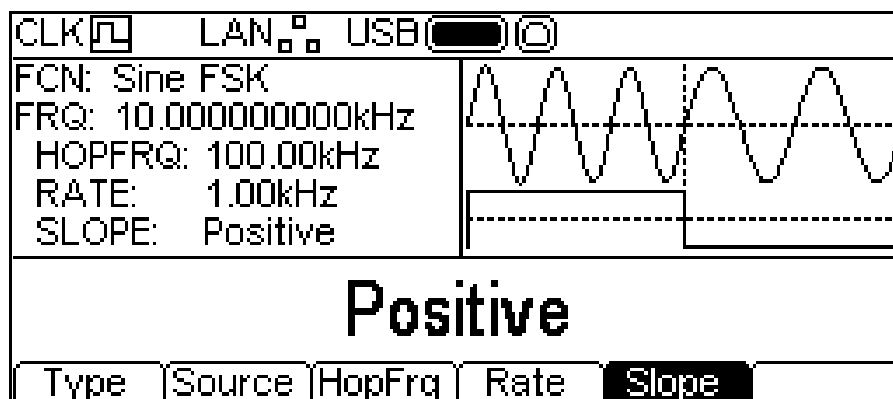 CLK LAN USB
FCN: Sine FSK
FRQ: 10.000000000kHz
HOPFRQ: 100.00kHz
RATE: 1.00kHz
SLOPE: Positive
Positive
Type Source HopFrq Rate Slope